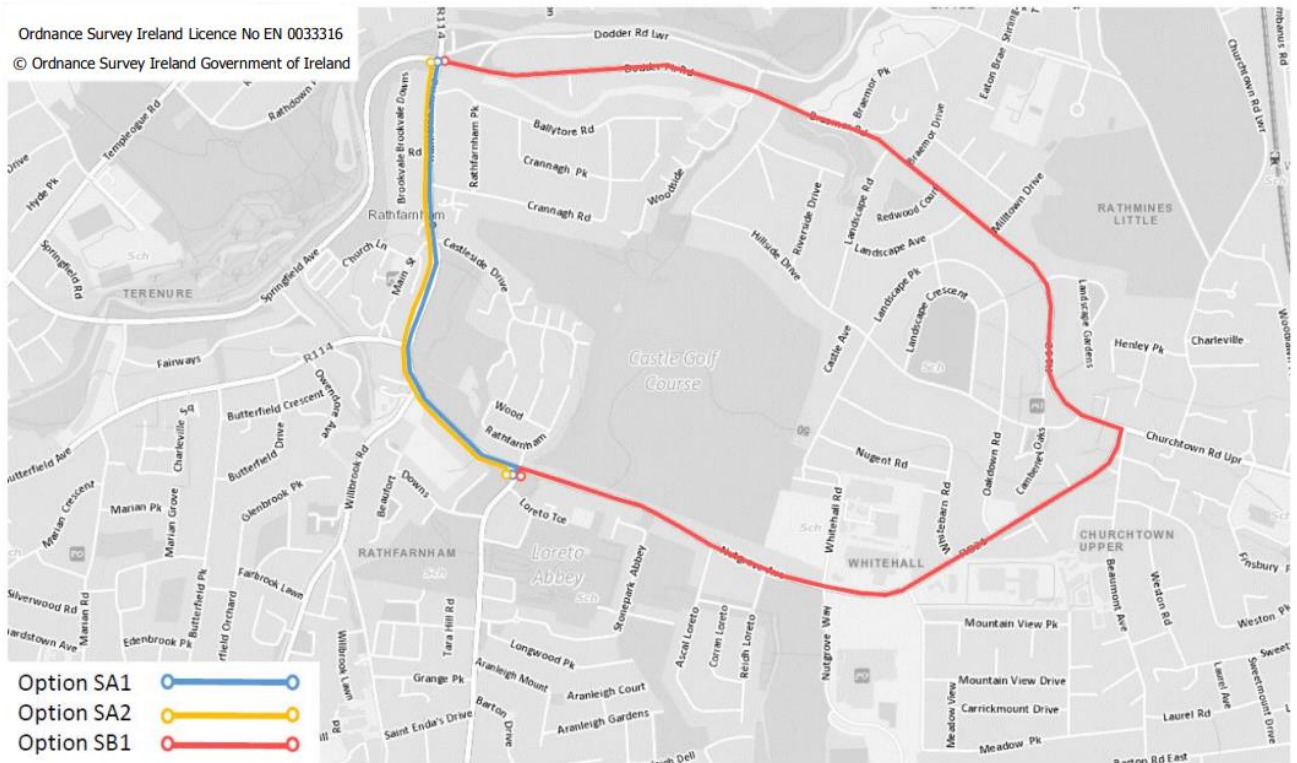 Ordnance Survey Ireland Licence No EN 0033316
© Ordnance Survey Ireland Government of Ireland
R114
Dodder Rd Lwr
Eaton Brae
Churchtown Rd Lwr
Templeogue Rd
Brookvale Downs
Brookvale
Rd
Rathfarnham Pk
Ballytore Rd
Braemor Rd
Braemor Pk
Braemor Drive
Hyde Pk
Crannagh Pk
Woodside
Crannagh Rd
Rathfarnham
Riverside Drive
Landscape Rd
Redwood Court
Milltown Drive
RATHMINES
LITTLE
Springfield Rd
Sch
Church Ln
Main St
Castleside Drive
Hillside Drive
Landscape Ave
TERENURE
Springfield Ave
Landscape Pk
Landscape Crescent
Landscape Gardens
Fairways
R114
Castle Golf
Course
Castle Ave
Sch
Henley Pk
Charleville
Butterfield Crescent
Owendore Ave
Charleville Sq
Butterfield Drive
Wood
Rathfarnham
PO
Churchtown Rd Upr
Butterfield Ave
Willbrook Rd
Nugent Rd
Oakdown Rd
Camberley Oaks
Marian Crescent
Marian Pk
Marian Grove
Glenbrook Pk
Beaufort
Downs
Loreto Tce
Whitehall Rd
Sch
Whitebarn Rd
PO
RATHFARNHAM
Sch
Loreto
Abbey
Sch
Stonepark Abbey
Nutgrove Ave
WHITEHALL
CHURCHTOWN
UPPER
Beaumont Ave
Weston Rd
Finsbury
Silverwood Rd
Marian Rd
Butterfield Pk
Fairbrook Lawn
Edenbrook Pk
Butterfield Orchard
Tara Hill Rd
Ascal Loreto
Corran Loreto
Reidh Loreto
Nutgrove Way
Mountain View Pk
Weston Pk
Willbrook Lawn
Longwood Pk
Grange Pk
Aranleigh Mount
Aranleigh Court
PO
Mountain View Drive
Laurel Ave
Sweetmount Drive
Saint Enda's Drive
Barton Drive
Aranleigh Gardens
Meadow View
Carrickmount Drive
Laurel Rd
Meadow Pk
Barton Rd East
Option SA1
Option SA2
Option SB1